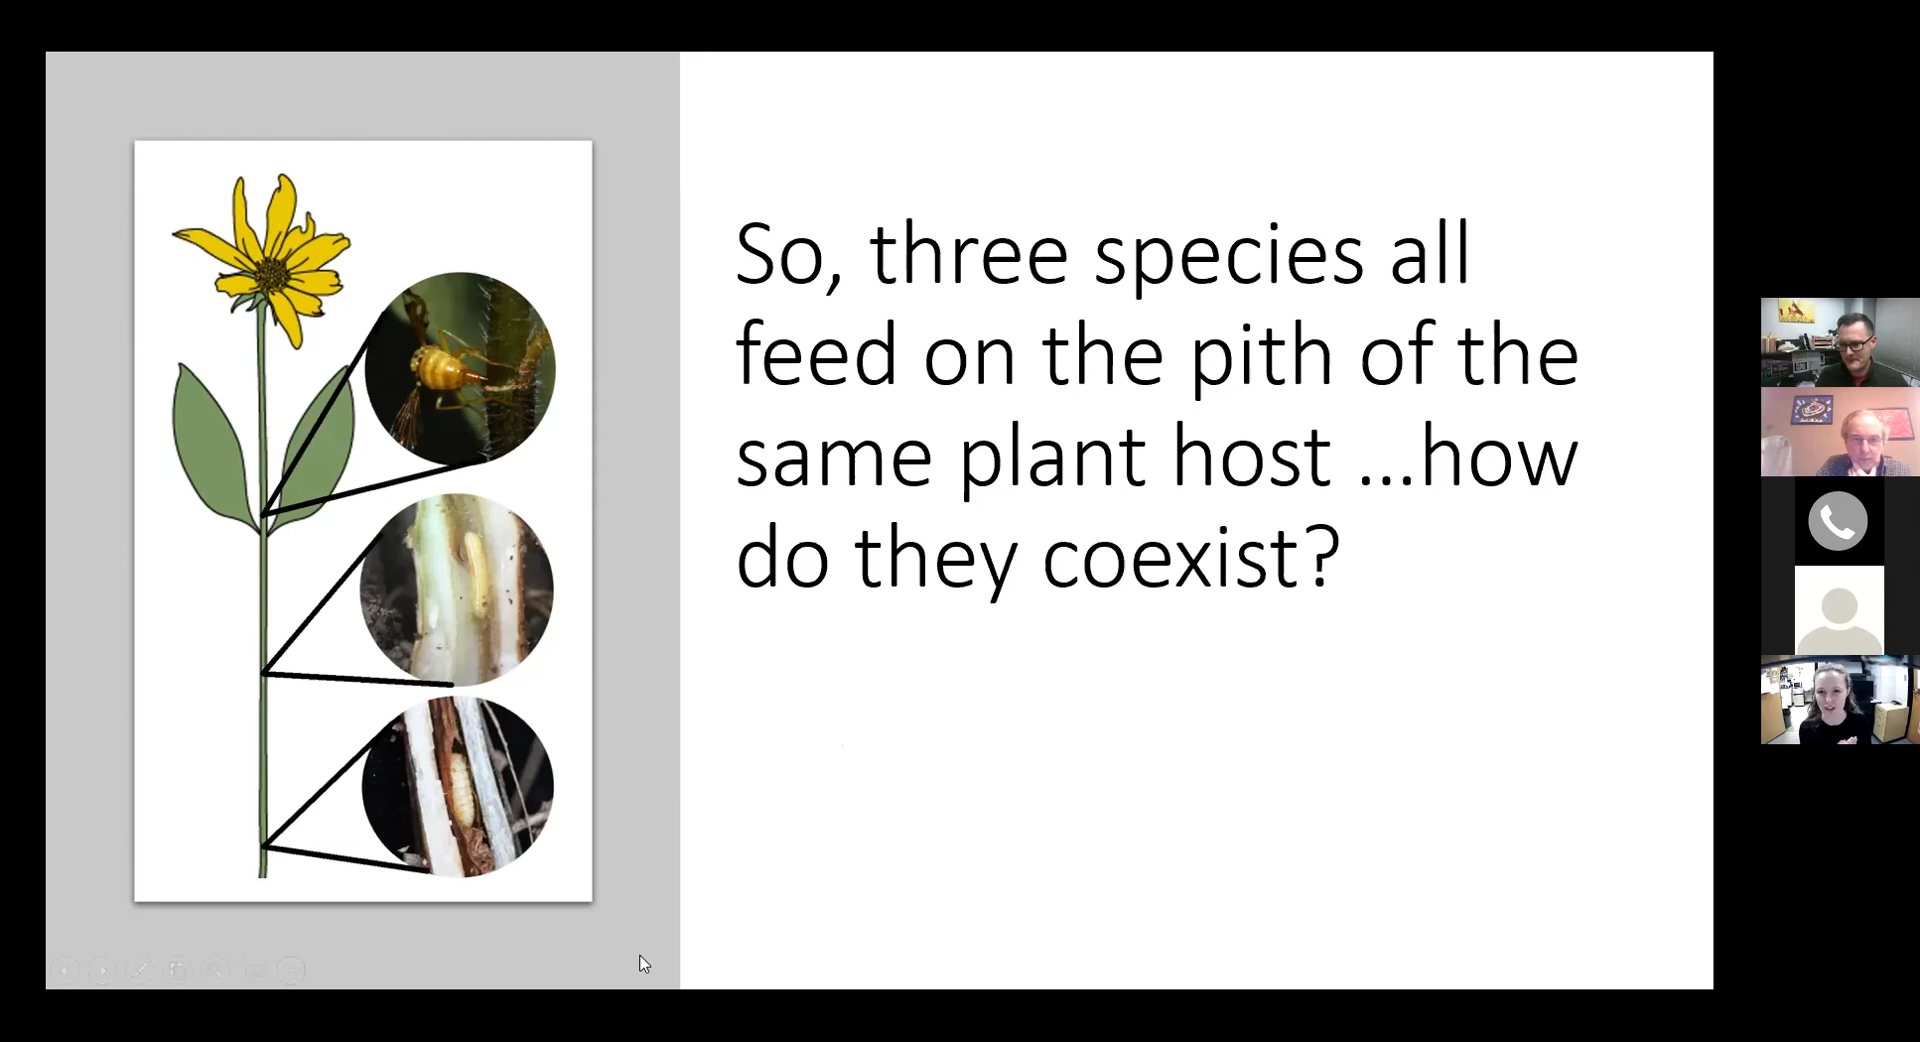 So, three species all
feed on the pith of the
same plant host ...how
do they coexist?